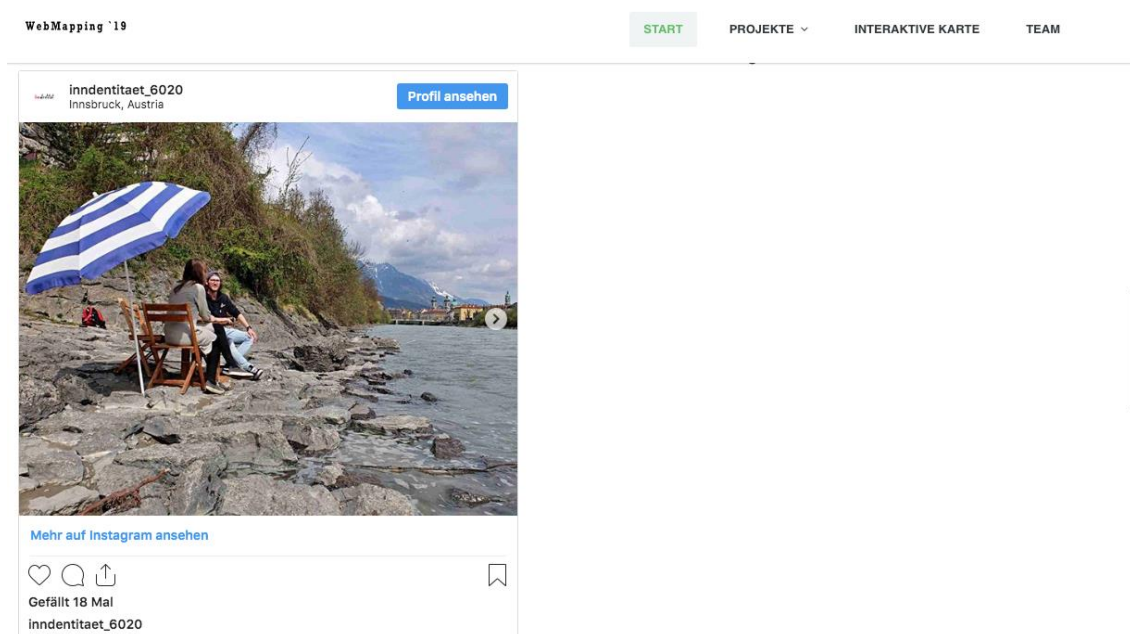 WebMapping `19
START PROJEKTE INTERAKTIVE KARTE TEAM
inndentitaet_6020
Innsbruck, Austria
Profil ansehen
Mehr auf Instagram ansehen
Gefällt 18 Mal
inndentitaet_6020